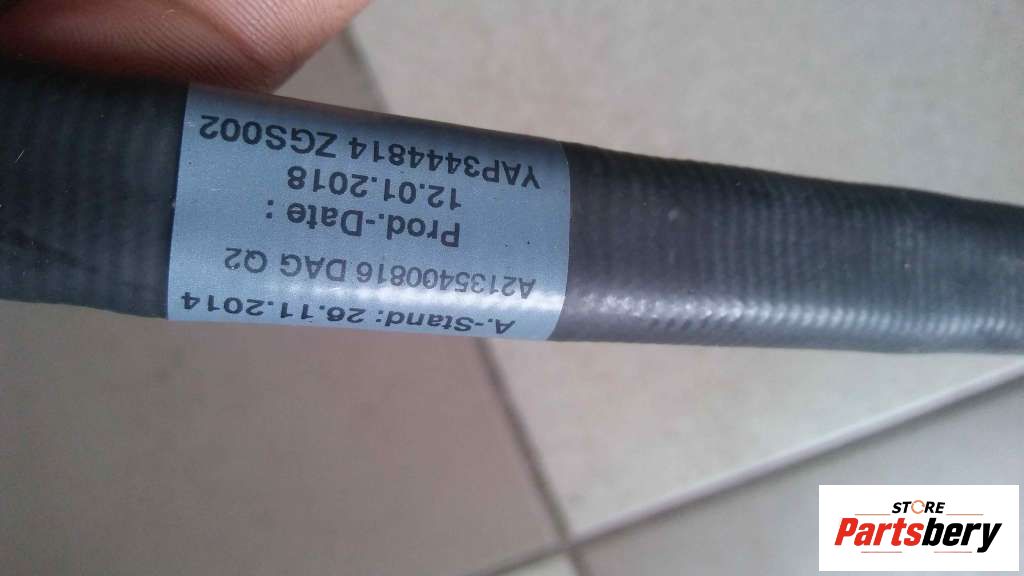 A.-Stand: 26.11.2014
A2135400816 DAG Q2
Prod.-Date :
12.01.2018
YAP3444814 ZGS002
STORE
Partsbery